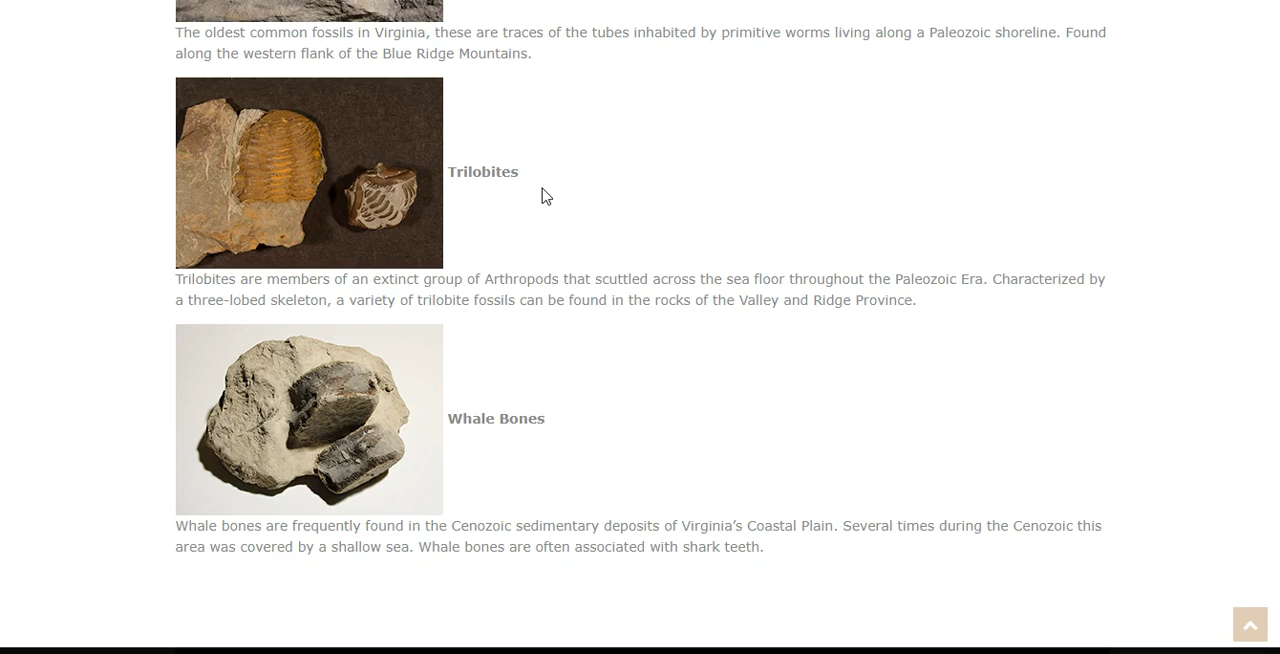 The oldest common fossils in Virginia, these are traces of the tubes inhabited by primitive worms living along a Paleozoic shoreline. Found
along the western flank of the Blue Ridge Mountains.
Trilobites
Trilobites are members of an extinct group of Arthropods that scuttled across the sea floor throughout the Paleozoic Era. Characterized by
a three-lobed skeleton, a variety of trilobite fossils can be found in the rocks of the Valley and Ridge Province.
Whale Bones
Whale bones are frequently found in the Cenozoic sedimentary deposits of Virginia’s Coastal Plain. Several times during the Cenozoic this
area was covered by a shallow sea. Whale bones are often associated with shark teeth.